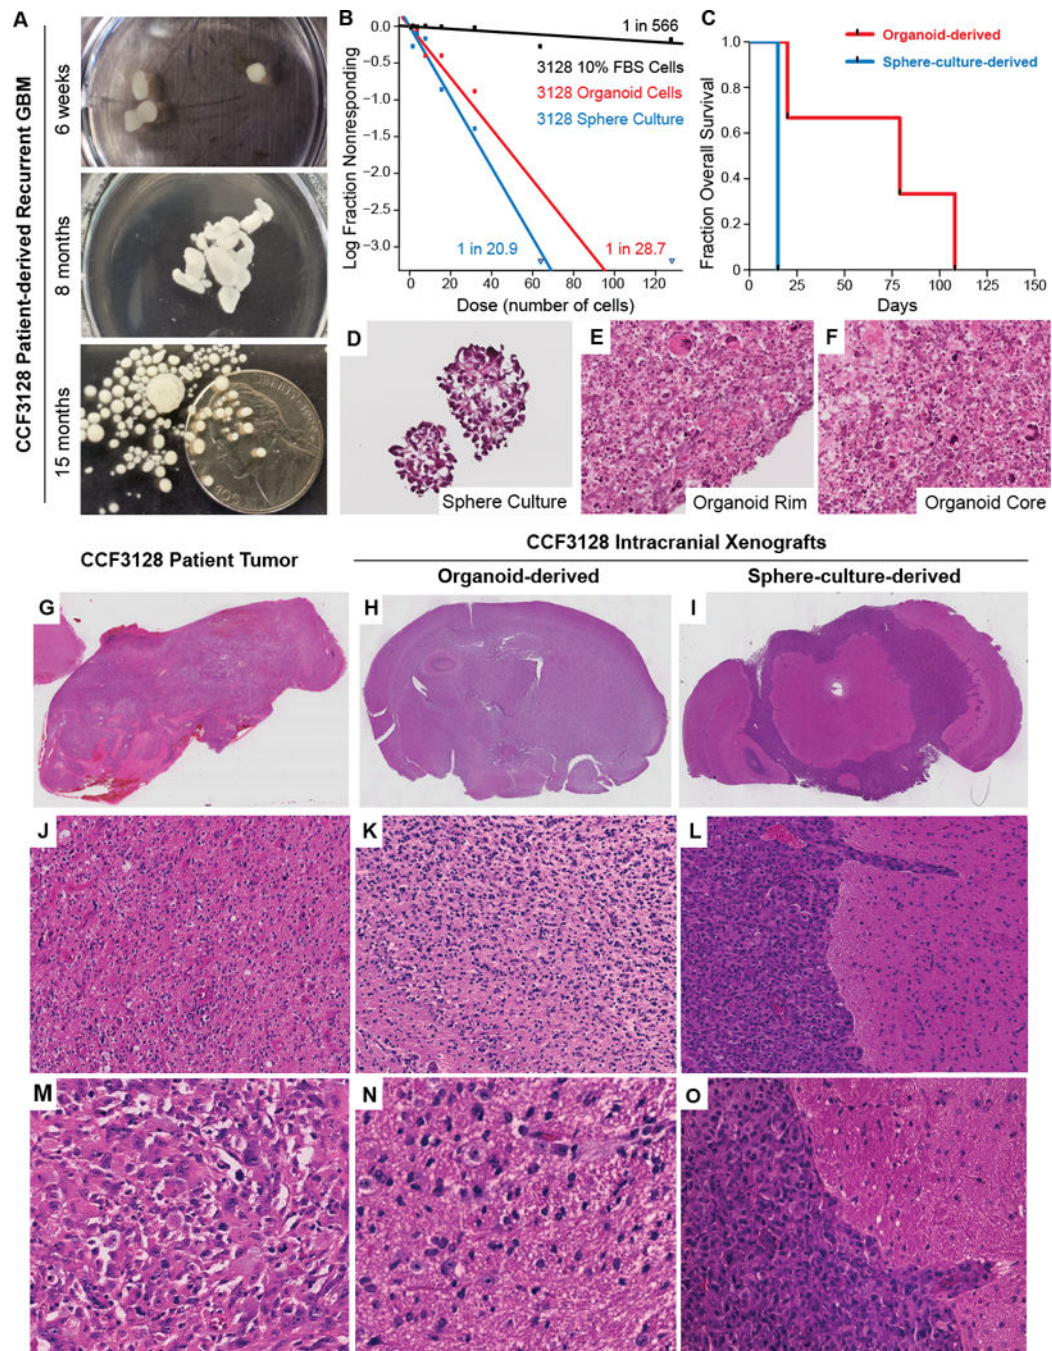 A
CCF3128 Patient-derived Recurrent GBM
6 weeks
8 months
15 months
B
Log Fraction Nonresponding
0.0
−0.5
−1.0
−1.5
−2.0
−2.5
−3.0
1 in 566
3128 10% FBS Cells
3128 Organoid Cells
3128 Sphere Culture
1 in 20.9
1 in 28.7
0 20 40 60 80 100 120
Dose (number of cells)
C
Organoid-derived
Sphere-culture-derived
Fraction Overall Survival
1.0
0.8
0.6
0.4
0.2
0
0 25 50 75 100 125 150
Days
D
Sphere Culture
E
Organoid Rim
F
Organoid Core
CCF3128 Patient Tumor
CCF3128 Intracranial Xenografts
Organoid-derived
Sphere-culture-derived
G
H
I
J
K
L
M
N
O